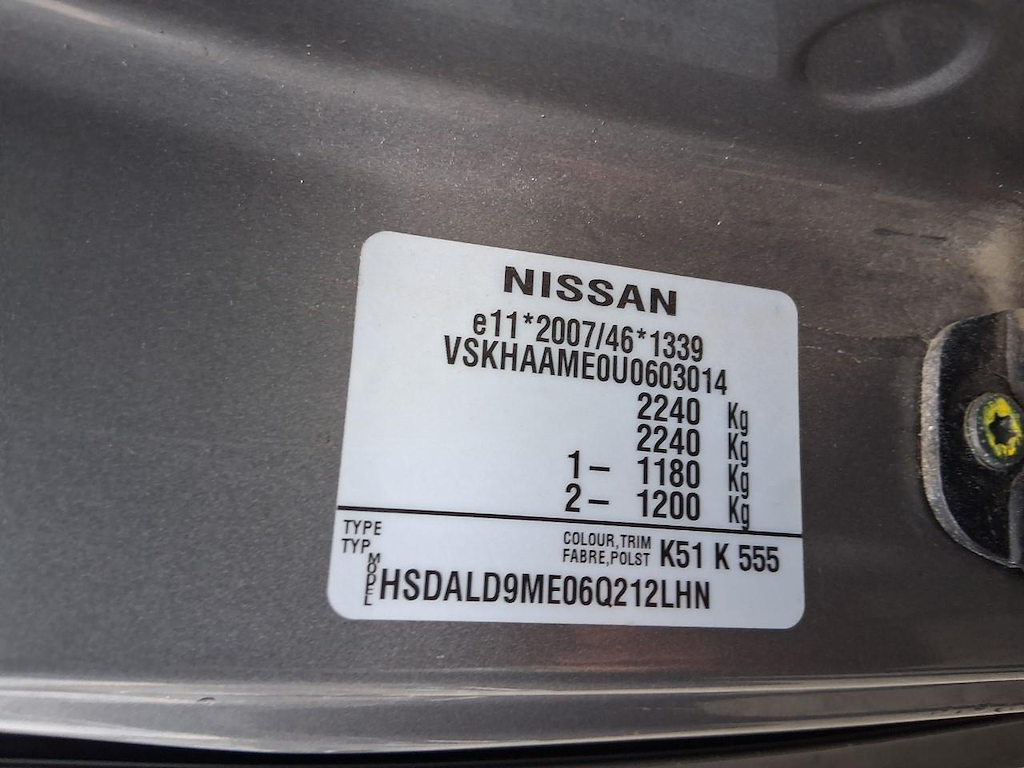 NISSAN
e11*2007/46*1339
VSKHAAME0U0603014
2240 Kg
2240 Kg
1– 1180 Kg
2– 1200 Kg
TYPE
TYP
COLOUR,TRIM
FABRE,POLST K51 K 555
MODEL HSDALD9ME06Q212LHN